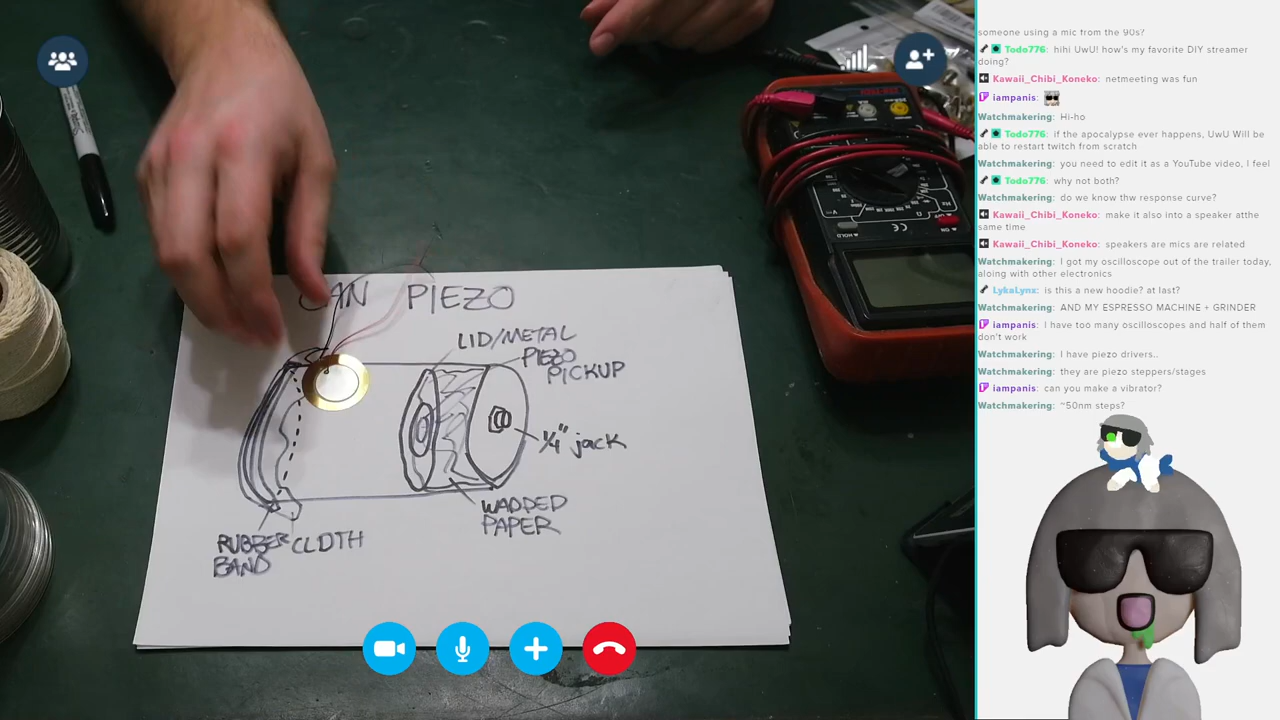 CAN PIEZO
LID/METAL
PIEZO
PICKUP
1/4" jack
WADDED
PAPER
RUBBER
BAND
CLOTH
HOLD
someone using a mic from the 90s?
Todo776: hihi UwU! how's my favorite DIY streamer
doing?
Kawaii_Chibi_Koneko: netmeeting was fun
iampanis:
Watchmakering: Hi-ho
Todo776: if the apocalypse ever happens, UwU Will be
able to restart twitch from scratch
Watchmakering: you need to edit it as a YouTube video, I feel
Todo776: why not both?
Watchmakering: do we know thw response curve?
Kawaii_Chibi_Koneko: make it also into a speaker atthe
same time
Kawaii_Chibi_Koneko: speakers are mics are related
Watchmakering: I got my oscilloscope out of the trailer today,
aloing with other electronics
LykaLynx: is this a new hoodie? at last?
Watchmakering: AND MY ESPRESSO MACHINE + GRINDER
iampanis: I have too many oscilloscopes and half of them
don't work
Watchmakering: I have piezo drivers..
Watchmakering: they are piezo steppers/stages
iampanis: can you make a vibrator?
Watchmakering: ~50nm steps?